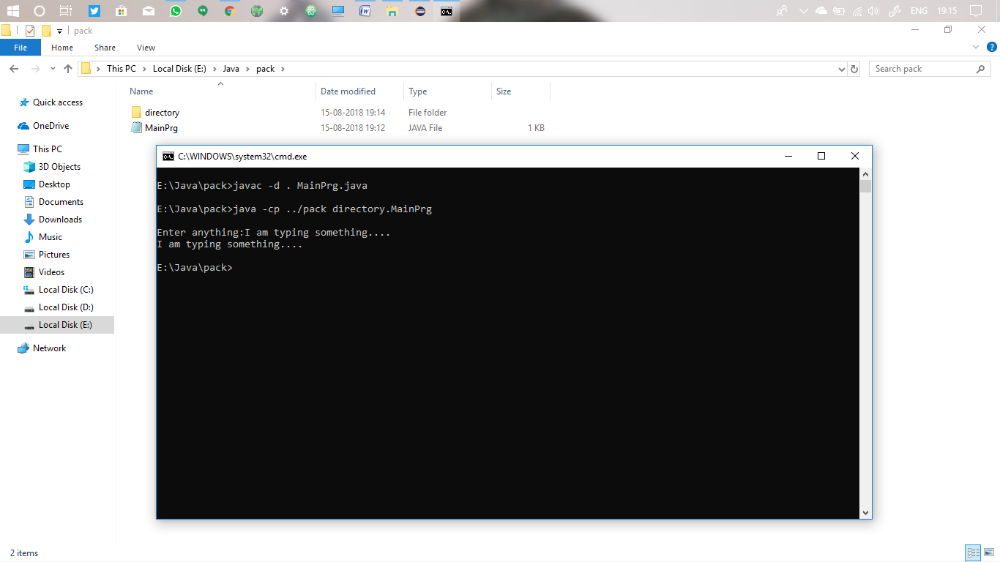 ENG 19:15
pack
File Home Share View
This PC Local Disk (E:) Java pack
Search pack
Name Date modified Type Size
Quick access
OneDrive
This PC
3D Objects
Desktop
Documents
Downloads
Music
Pictures
Videos
Local Disk (C:)
Local Disk (D:)
Local Disk (E:)
Network
directory 15-08-2018 19:14 File folder
MainPrg 15-08-2018 19:12 JAVA File 1 KB
C:\WINDOWS\system32\cmd.exe
E:\Java\pack>javac -d . MainPrg.java
E:\Java\pack>java -cp ../pack directory.MainPrg
Enter anything:I am typing something....
I am typing something....
E:\Java\pack>
2 items